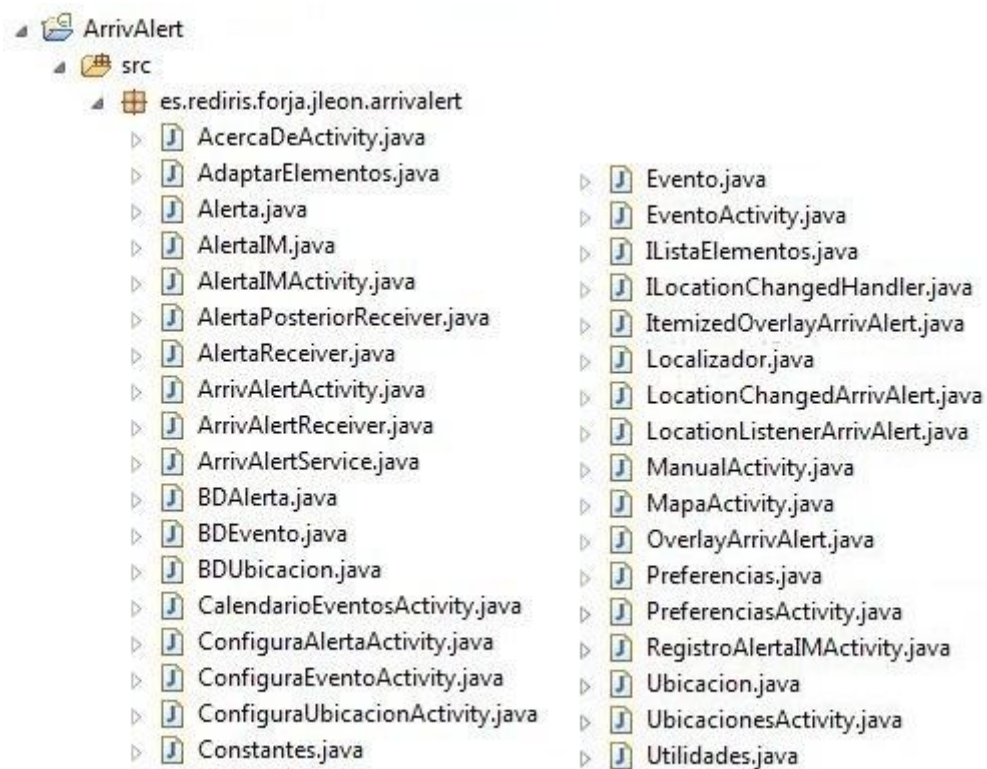 ArrivAlert
src
es.rediris.forja.jleon.arrivalert
AcercaDeActivity.java
AdaptarElementos.java
Alerta.java
AlertaIM.java
AlertaIMActivity.java
AlertaPosteriorReceiver.java
AlertaReceiver.java
ArrivAlertActivity.java
ArrivAlertReceiver.java
ArrivAlertService.java
BDAlerta.java
BDEvento.java
BDUbicacion.java
CalendarioEventosActivity.java
ConfiguraAlertaActivity.java
ConfiguraEventoActivity.java
ConfiguraUbicacionActivity.java
Constantes.java
Evento.java
EventoActivity.java
IListaElementos.java
ILocationChangedHandler.java
ItemizedOverlayArrivAlert.java
Localizador.java
LocationChangedArrivAlert.java
LocationListenerArrivAlert.java
ManualActivity.java
MapaActivity.java
OverlayArrivAlert.java
Preferencias.java
PreferenciasActivity.java
RegistroAlertaIMActivity.java
Ubicacion.java
UbicacionesActivity.java
Utilidades.java